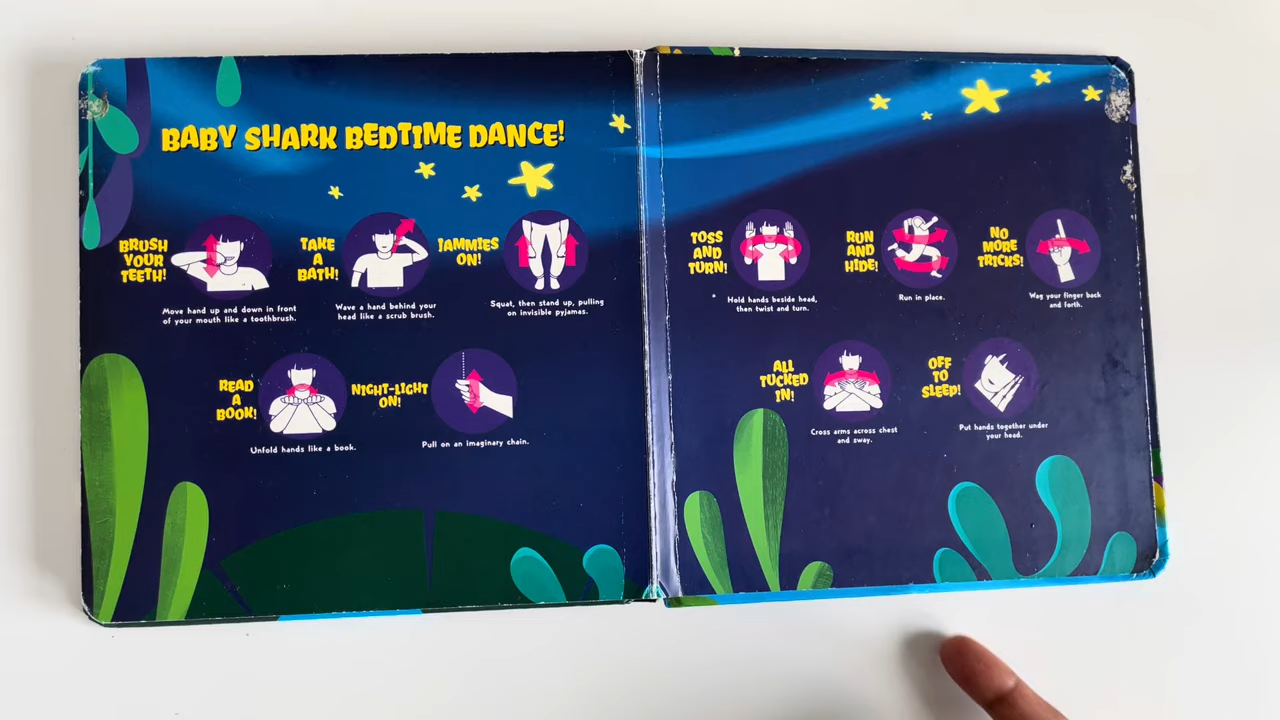 BABY SHARK BEDTIME DANCE!
BRUSH
YOUR
TEETH!
Move hand up and down in front
of your mouth like a toothbrush.
TAKE
A
BATH!
Wave a hand behind your
head like a scrub brush.
JAMMIES
ON!
Squat, then stand up, pulling
on invisible pyjamas.
READ
A
BOOK!
Unfold hands like a book.
NIGHT-LIGHT
ON!
Pull on an imaginary chain.
TOSS
AND
TURN!
Hold hands beside head,
then twist and turn.
RUN
AND
HIDE!
Run in place.
NO
MORE
TRICKS!
Wag your finger back
and forth.
ALL
TUCKED
IN!
Cross arms across chest
and sway.
OFF
TO
SLEEP!
Put hands together under
your head.